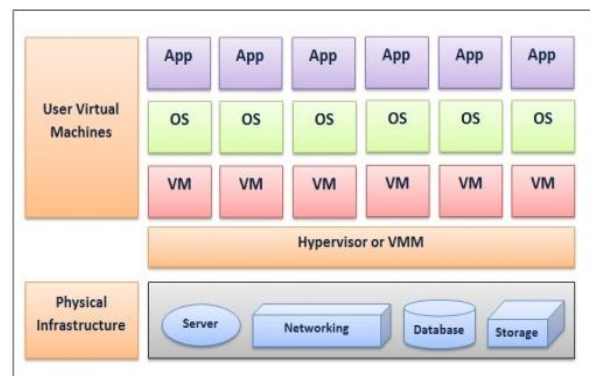 App App App App App App
User Virtual
Machines
OS OS OS OS OS OS
VM VM VM VM VM VM
Hypervisor or VMM
Physical
Infrastructure
Server Networking Database Storage